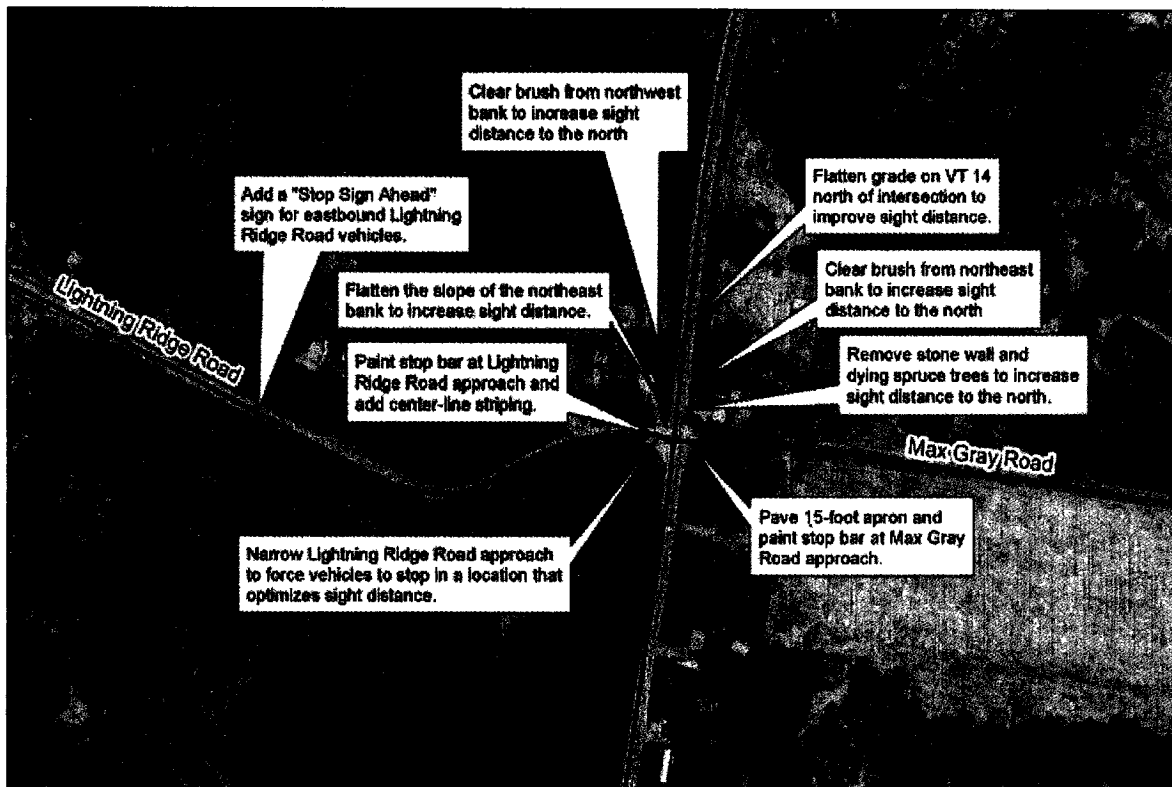 Clear brush from northwest
bank to increase sight
distance to the north
Flatten grade on VT 14
north of intersection to
improve sight distance.
Add a "Stop Sign Ahead"
sign for eastbound Lightning
Ridge Road vehicles.
Clear brush from northeast
bank to increase sight
distance to the north
Lightning Ridge Road
Flatten the slope of the northeast
bank to increase sight distance.
Paint stop bar at Lightning
Ridge Road approach and
add center-line striping.
Remove stone wall and
dying spruce trees to increase
sight distance to the north.
Max Gray Road
Narrow Lightning Ridge Road approach
to force vehicles to stop in a location that
optimizes sight distance.
Pave 15-foot apron and
paint stop bar at Max Gray
Road approach.